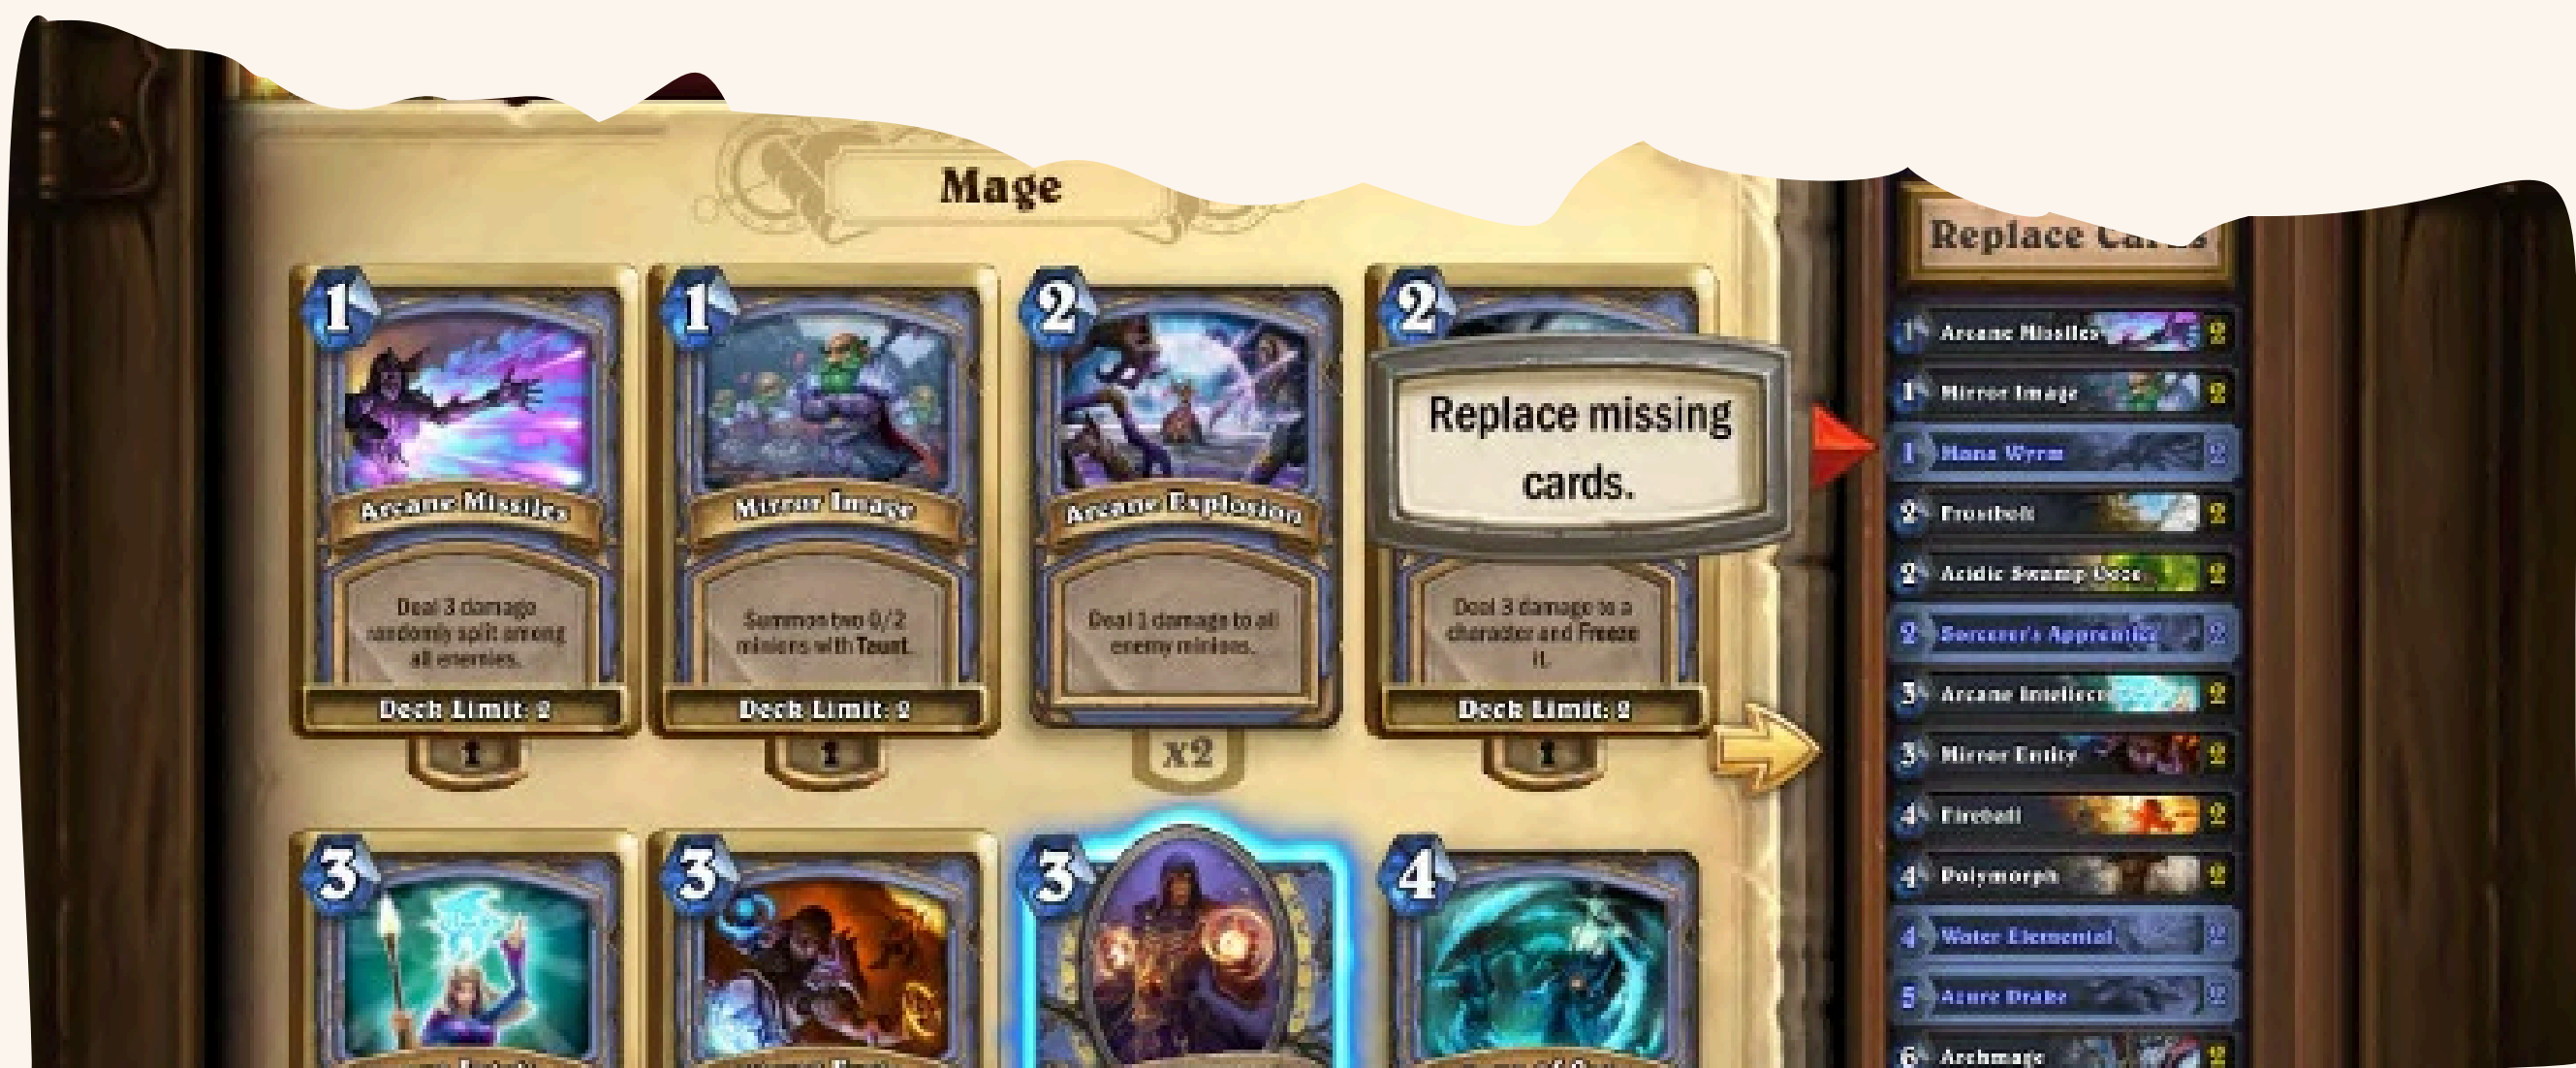 Mage
Replace Cards
1
Arcane Missiles
Deal 3 damage
randomly split among
all enemies.
Deck Limit: 2
1
1
Mirror Image
Summon two 0/2
minions with Taunt.
Deck Limit: 2
1
2
Arcane Explosion
Deal 1 damage to all
enemy minions.
x2
2
Replace missing
cards.
Deal 3 damage to a
character and Freeze
it.
Deck Limit: 2
1
3
3
3
4
1 Arcane Missiles 2
1 Mirror Image 2
1 Mana Wyrm 2
2 Frostbolt 2
2 Acidic Swamp Ooze 2
2 Sorcerer's Apprentice 2
3 Arcane Intellect 2
3 Mirror Entity 2
4 Fireball 2
4 Polymorph 2
4 Water Elemental 2
5 Azure Drake 2
6 Archmage 2